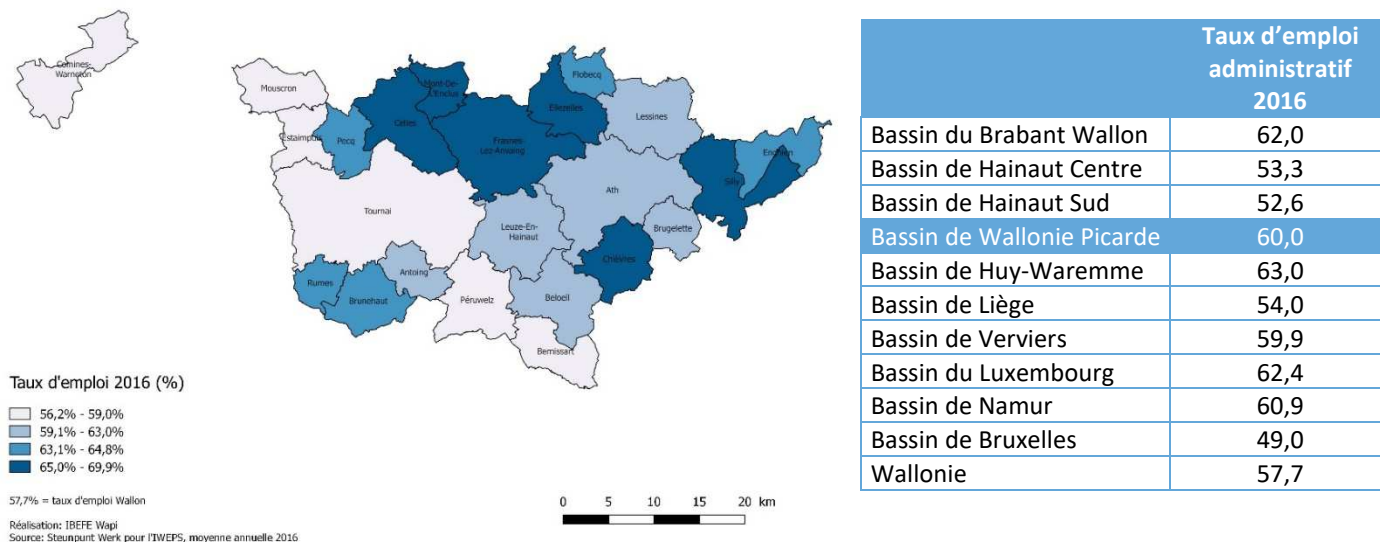 Comines-
Warneton
Mouscron
Estaimpuis
Pecq
Celles
Mont-De-
L'Enclus
Frasnes-
Lez-Anvaing
Ellezelles
Flobecq
Lessines
Enghien
Silly
Ath
Tournai
Leuze-En-
Hainaut
Brugelette
Chièvres
Antoing
Rumes
Brunehaut
Péruwelz
Beloeil
Bernissart
Taux d'emploi 2016 (%)
56,2% - 59,0%
59,1% - 63,0%
63,1% - 64,8%
65,0% - 69,9%
57,7% = taux d'emploi Wallon
Réalisation: IBEFE Wapi
Source: Steunpunt Werk pour l'IWEPS, moyenne annuelle 2016
0 5 10 15 20 km
Taux d’emploi
administratif
2016
Bassin du Brabant Wallon 62,0
Bassin de Hainaut Centre 53,3
Bassin de Hainaut Sud 52,6
Bassin de Wallonie Picarde 60,0
Bassin de Huy-Waremme 63,0
Bassin de Liège 54,0
Bassin de Verviers 59,9
Bassin du Luxembourg 62,4
Bassin de Namur 60,9
Bassin de Bruxelles 49,0
Wallonie 57,7